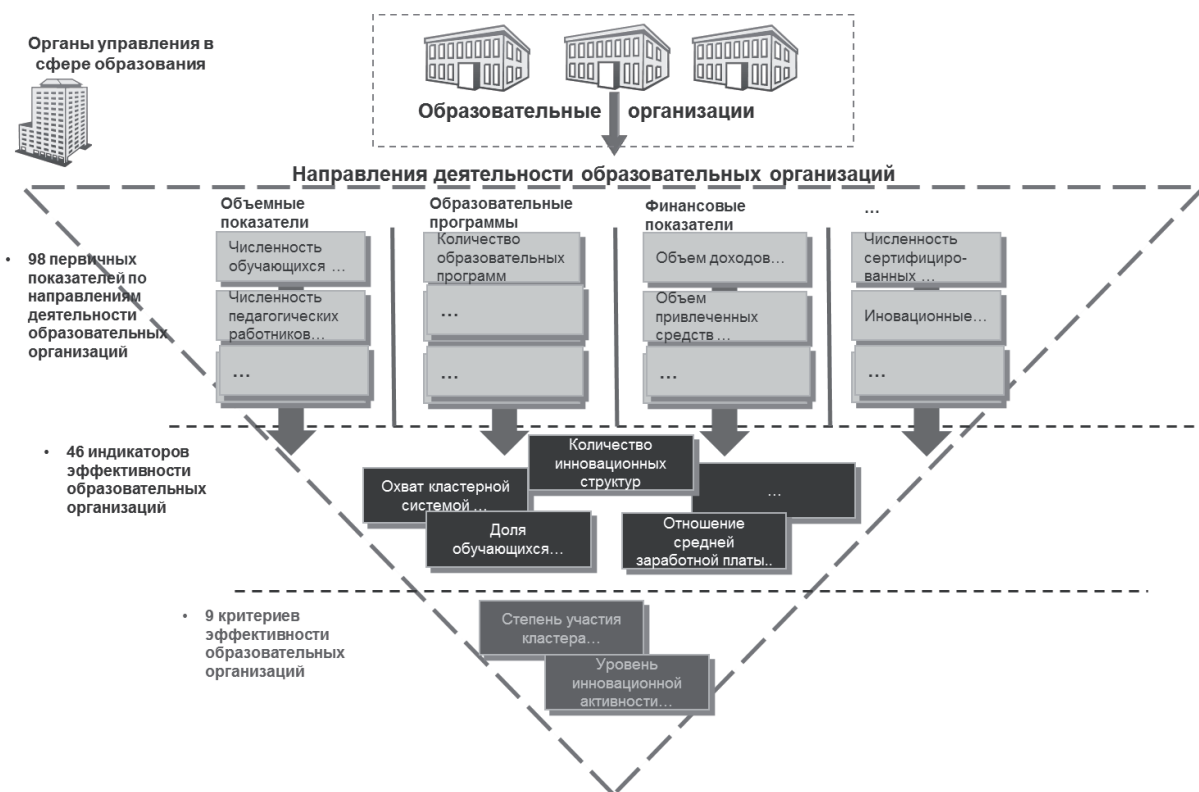 Органы управления в
сфере образования
Образовательные организации
Направления деятельности образовательных организаций
Объемные
показатели
Образовательные
программы
Финансовые
показатели
…
• 98 первичных
показателей по
направлениям
деятельности
образовательных
организаций
Численность
обучающихся …
Численность
педагогических
работников…
…
Количество
образовательных
программ
…
…
Объем доходов…
Объем
привлеченных
средств …
…
Численность
сертифициро-
ванных …
Иновационные…
…
• 46 индикаторов
эффективности
образовательных
организаций
Количество
инновационных
структур
Охват кластерной
системой …
…
Доля
обучающихся…
Отношение
средней
заработной платы..
• 9 критериев
эффективности
образовательных
организаций
Степень участия
кластера…
Уровень
инновационной
активности…